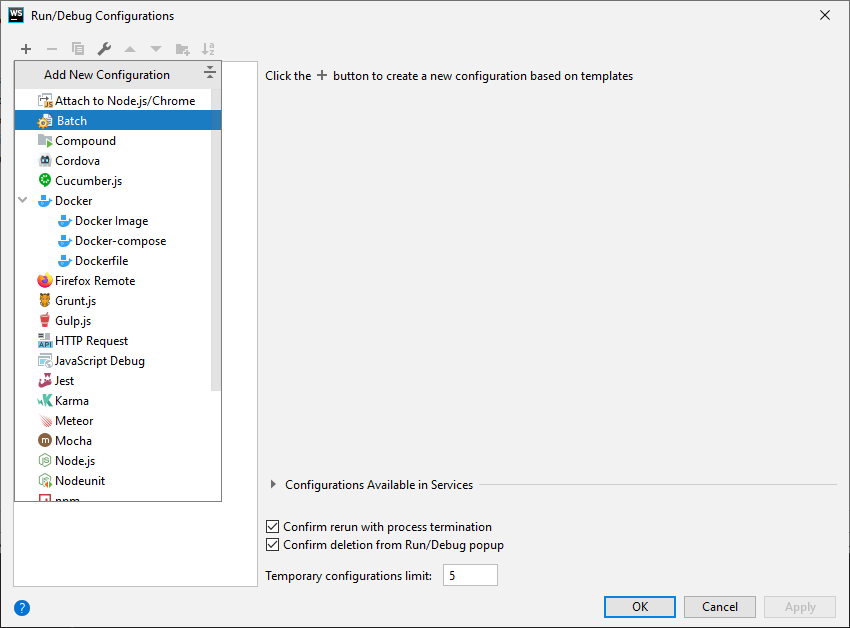 WS Run/Debug Configurations
Add New Configuration
Click the + button to create a new configuration based on templates
Attach to Node.js/Chrome
Batch
Compound
Cordova
Cucumber.js
Docker
Docker Image
Docker-compose
Dockerfile
Firefox Remote
Grunt.js
Gulp.js
HTTP Request
JavaScript Debug
Jest
Karma
Meteor
Mocha
Node.js
Nodeunit
npm
Configurations Available in Services
Confirm rerun with process termination
Confirm deletion from Run/Debug popup
Temporary configurations limit: 5
? OK Cancel Apply